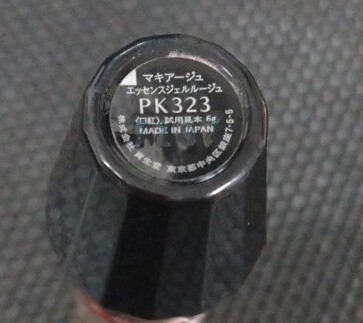 マキアージュ
エッセンスジェルルージュ
PK323
〈口紅〉、試用見本 6g
MADE IN JAPAN
株式会社 資生堂 東京都中央区銀座7-5-5